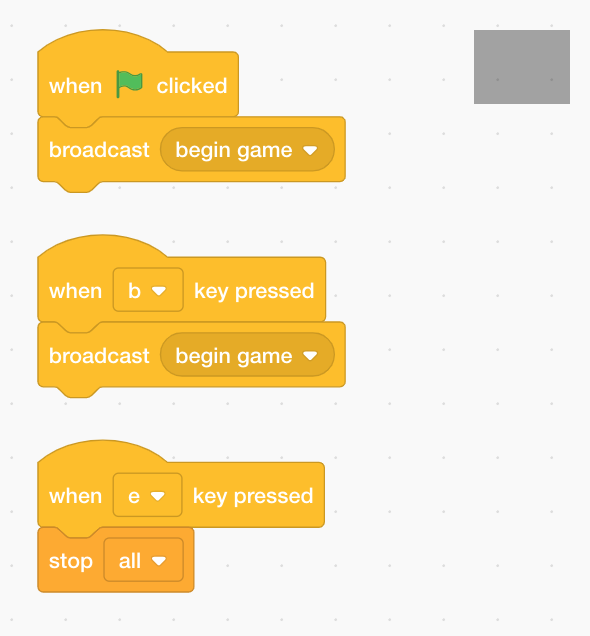 when clicked
broadcast begin game
when b key pressed
broadcast begin game
when e key pressed
stop all